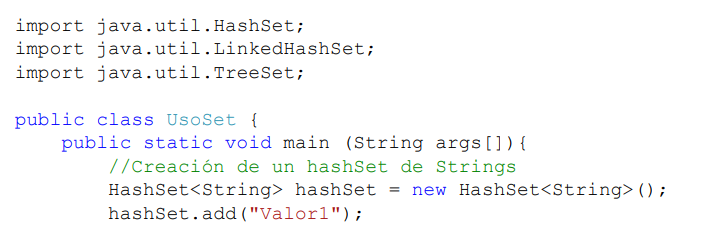 import java.util.HashSet;
import java.util.LinkedHashSet;
import java.util.TreeSet;

public class UsoSet {
    public static void main (String args[]){
        //Creación de un hashSet de Strings
        HashSet<String> hashSet = new HashSet<String>();
        hashSet.add("Valor1");